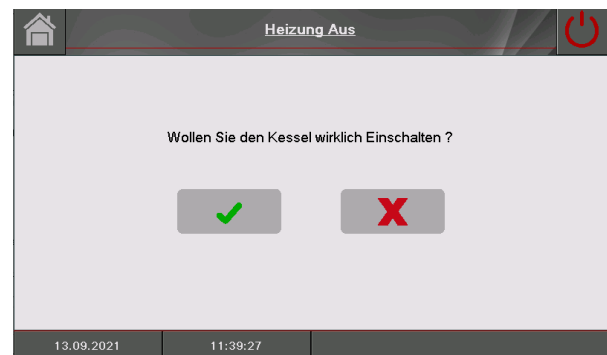 Heizung Aus
Wollen Sie den Kessel wirklich Einschalten ?
13.09.2021 11:39:27